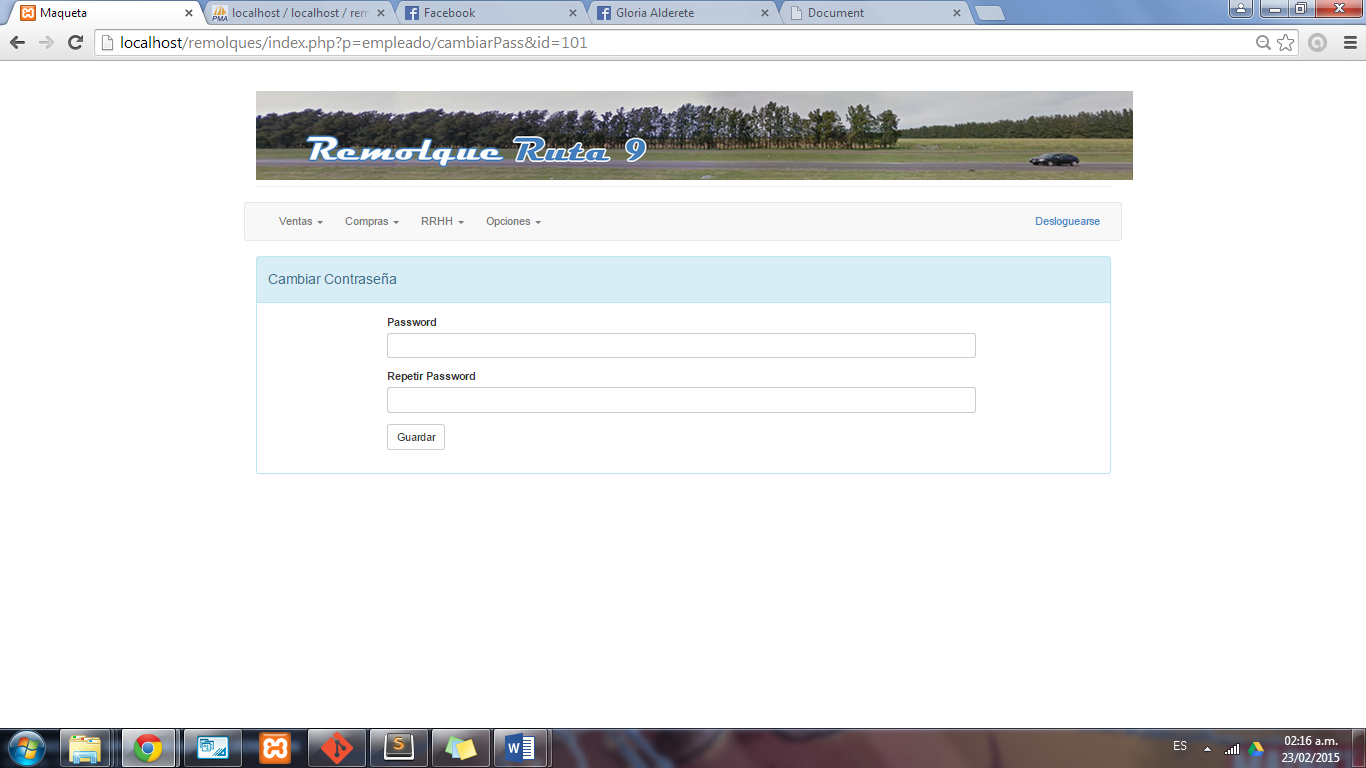 Maqueta
localhost / localhost / rem
Facebook
Gloria Alderete
Document
localhost/remolques/index.php?p=empleado/cambiarPass&id=101
Remolque Ruta 9
Ventas Compras RRHH Opciones Desloguearse
Cambiar Contraseña
Password
Repetir Password
Guardar
ES
02:16 a.m.
23/02/2015